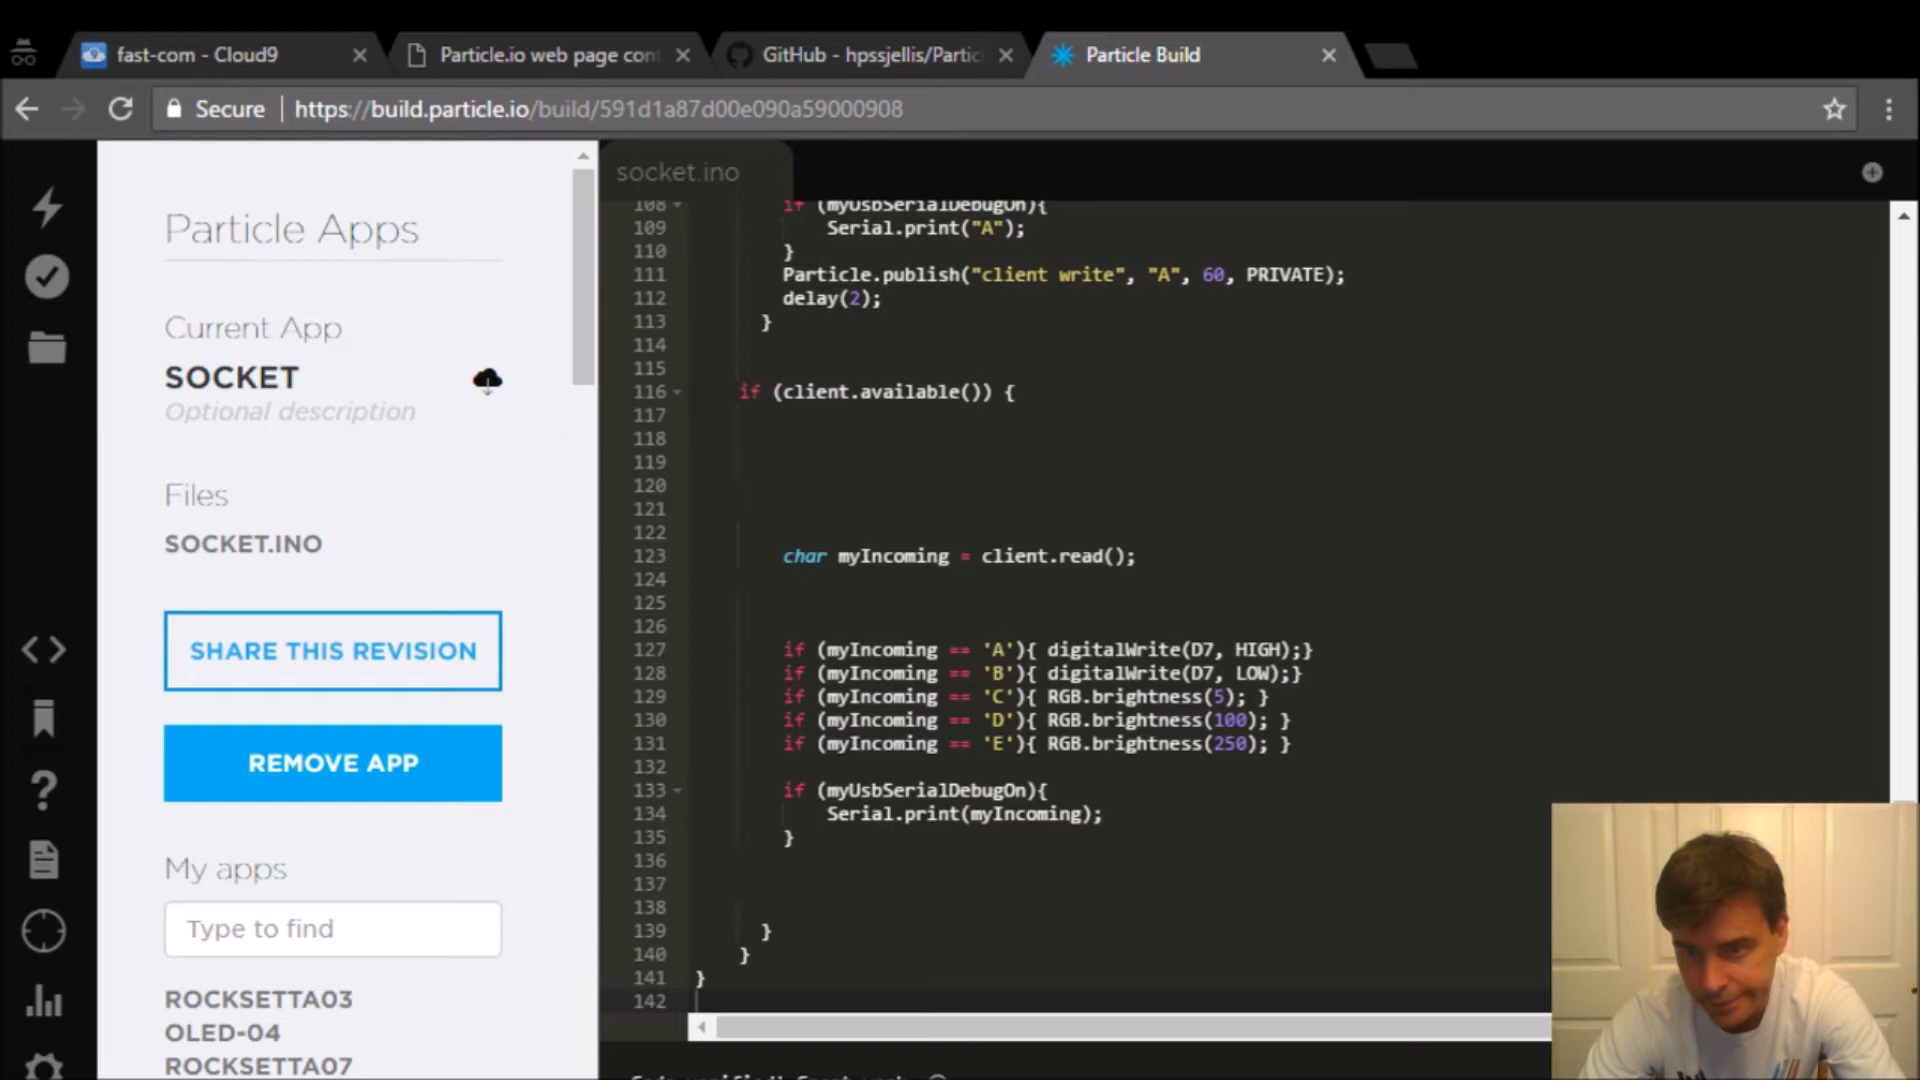 fast-com - Cloud9
Particle.io web page cont
GitHub - hpssjellis/Partic
Particle Build
Secure https://build.particle.io/build/591d1a87d00e090a59000908
Particle Apps
Current App
SOCKET
Optional description
Files
SOCKET.INO
SHARE THIS REVISION
REMOVE APP
My apps
Type to find
ROCKSETTA03
OLED-04
ROCKSETTA07
socket.ino
108 if (myUsbSerialDebugOn){
109 Serial.print("A");
110 }
111 Particle.publish("client write", "A", 60, PRIVATE);
112 delay(2);
113 }
114
115
116 if (client.available()) {
117
118
119
120
121
122
123 char myIncoming = client.read();
124
125
126
127 if (myIncoming == 'A'){ digitalWrite(D7, HIGH);}
128 if (myIncoming == 'B'){ digitalWrite(D7, LOW);}
129 if (myIncoming == 'C'){ RGB.brightness(5); }
130 if (myIncoming == 'D'){ RGB.brightness(100); }
131 if (myIncoming == 'E'){ RGB.brightness(250); }
132
133 if (myUsbSerialDebugOn){
134 Serial.print(myIncoming);
135 }
136
137
138
139 }
140 }
141 }
142